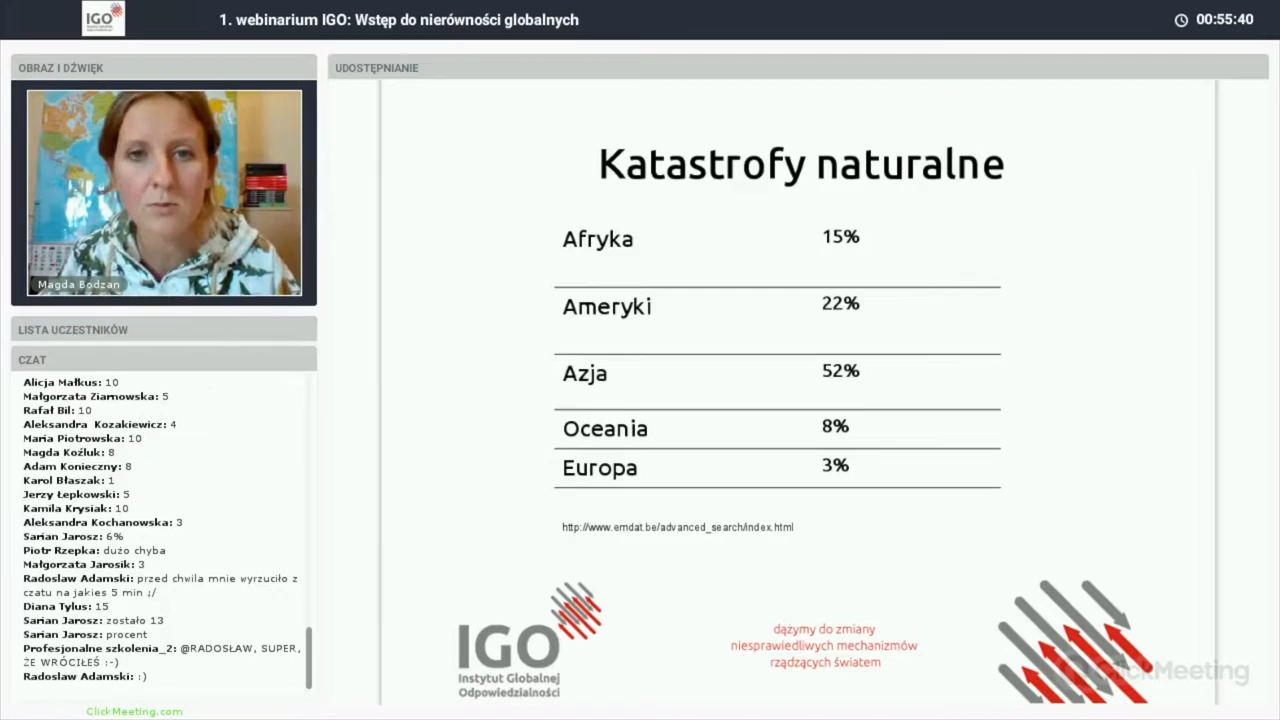 IGO
1. webinarium IGO: Wstęp do nierówności globalnych
00:55:40
OBRAZ I DŹWIĘK
Magda Bodzan
LISTA UCZESTNIKÓW
CZAT
Alicja Małkus: 10
Małgorzata Ziarnowska: 5
Rafał Bil: 10
Aleksandra Kozakiewicz: 4
Maria Piotrowska: 10
Magda Koźluk: 8
Adam Konieczny: 8
Karol Błaszak: 1
Jerzy Łepkowski: 5
Kamila Krysiak: 10
Aleksandra Kochanowska: 3
Sarian Jarosz: 6%
Piotr Rzepka: dużo chyba
Małgorzata Jarosik: 3
Radoslaw Adamski: przed chwila mnie wyrzuciło z
czatu na jakies 5 min ;/
Diana Tylus: 15
Sarian Jarosz: zostało 13
Sarian Jarosz: procent
Profesjonalne szkolenia_2: @RADOSŁAW, SUPER,
ŻE WRÓCIŁEŚ :-)
Radoslaw Adamski: :)
ClickMeeting.com
UDOSTĘPNIANIE
Katastrofy naturalne
Afryka 15%
Ameryki 22%
Azja 52%
Oceania 8%
Europa 3%
http://www.emdat.be/advanced_search/index.html
IGO
Instytut Globalnej
Odpowiedzialności
dążymy do zmiany
niesprawiedliwych mechanizmów
rządzących światem
ClickMeeting